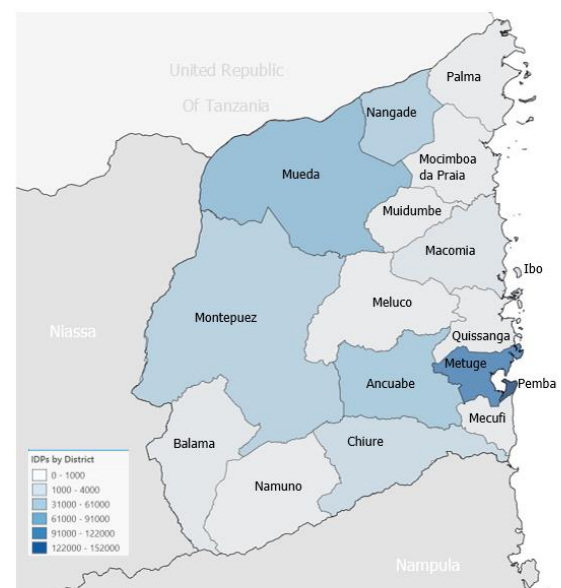 United Republic
Of Tanzania
Palma
Nangade
Mocimboa
da Praia
Mueda
Muidumbe
Macomia
Ibo
Meluco
Montepuez
Niassa
Quissanga
Metuge
Ancuabe
Pemba
Mecufi
Chiure
Balama
Namuno
Nampula
IDPs by District
0 - 1000
1000 - 4000
31000 - 61000
61000 - 91000
91000 - 122000
122000 - 152000